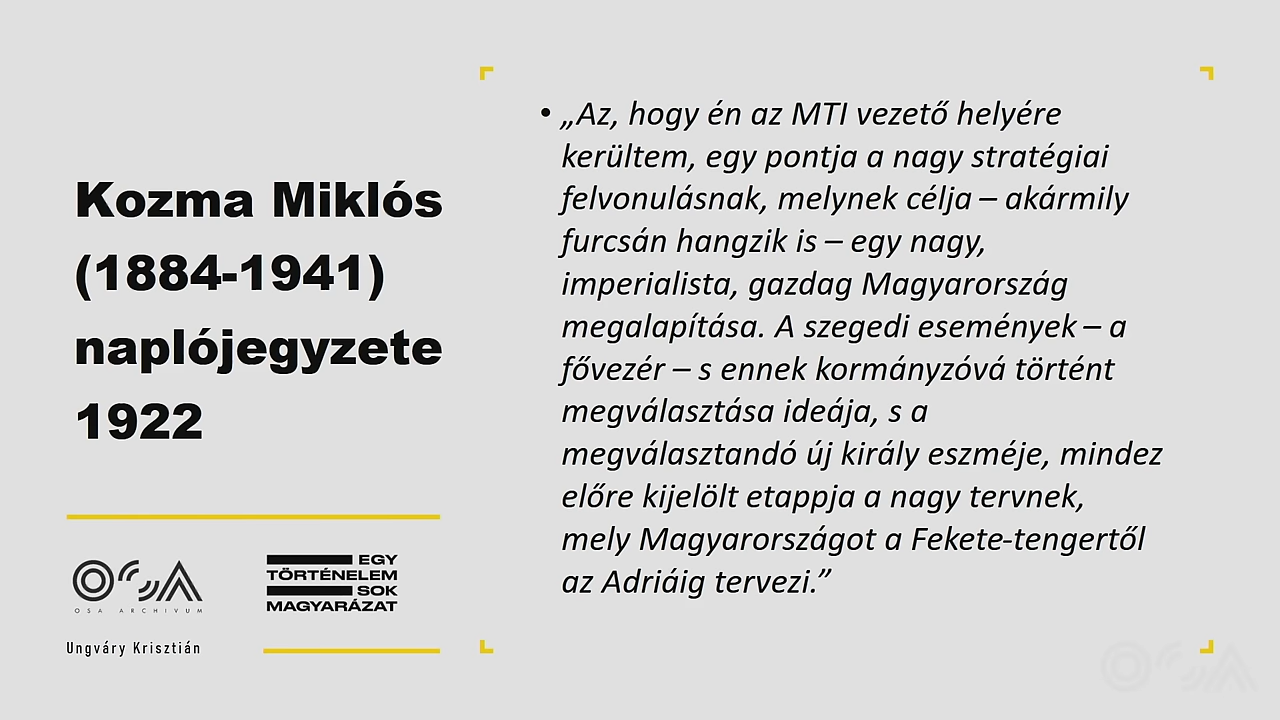 Kozma Miklós
(1884-1941)
naplójegyzete
1922
OSA ARCHIVUM
EGY
TÖRTÉNELEM
SOK
MAGYARÁZAT
Ungváry Krisztián
• „Az, hogy én az MTI vezető helyére
kerültem, egy pontja a nagy stratégiai
felvonulásnak, melynek célja – akármily
furcsán hangzik is – egy nagy,
imperialista, gazdag Magyarország
megalapítása. A szegedi események – a
fővezér – s ennek kormányzóvá történt
megválasztása ideája, s a
megválasztandó új király eszméje, mindez
előre kijelölt etappja a nagy tervnek,
mely Magyarországot a Fekete-tengertől
az Adriáig tervezi.”
OSA